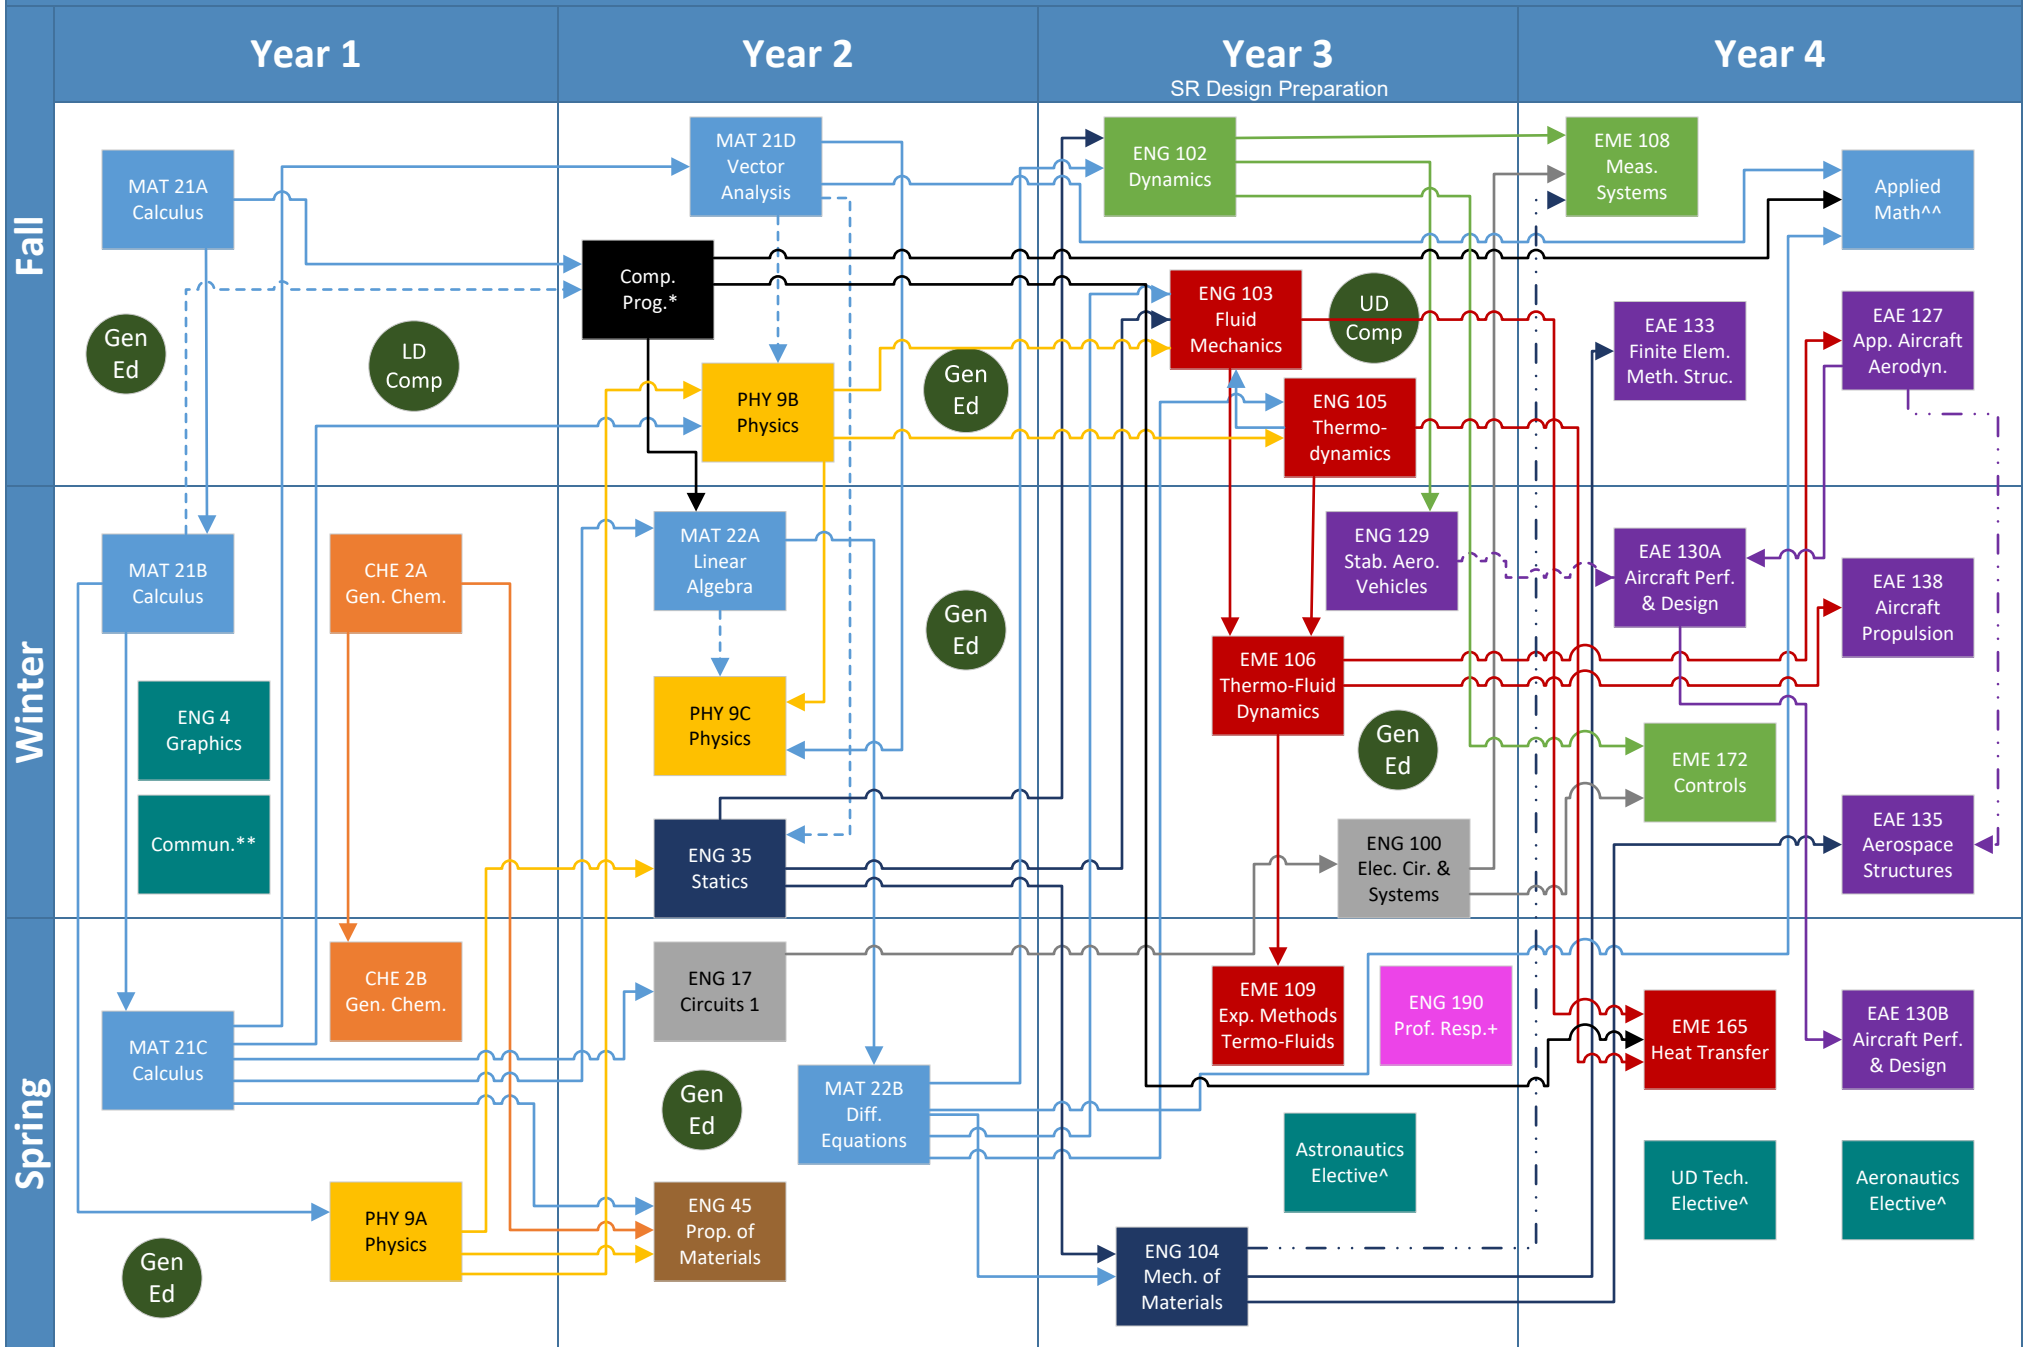 Year 1
Year 2
Year 3
SR Design Preparation
Year 4
Fall
MAT 21A
Calculus
Gen
Ed
LD
Comp
MAT 21D
Vector
Analysis
Comp.
Prog.*
PHY 9B
Physics
Gen
Ed
ENG 102
Dynamics
ENG 103
Fluid
Mechanics
UD
Comp
ENG 105
Thermo-
dynamics
EME 108
Meas.
Systems
Applied
Math^^
EAE 133
Finite Elem.
Meth. Struc.
EAE 127
App. Aircraft
Aerodyn.
Winter
MAT 21B
Calculus
CHE 2A
Gen. Chem.
ENG 4
Graphics
Commun.**
MAT 22A
Linear
Algebra
Gen
Ed
PHY 9C
Physics
ENG 35
Statics
ENG 129
Stab. Aero.
Vehicles
EME 106
Thermo-Fluid
Dynamics
Gen
Ed
ENG 100
Elec. Cir. &
Systems
EAE 130A
Aircraft Perf.
& Design
EAE 138
Aircraft
Propulsion
EME 172
Controls
EAE 135
Aerospace
Structures
Spring
CHE 2B
Gen. Chem.
MAT 21C
Calculus
PHY 9A
Physics
Gen
Ed
ENG 17
Circuits 1
Gen
Ed
MAT 22B
Diff.
Equations
ENG 45
Prop. of
Materials
EME 109
Exp. Methods
Termo-Fluids
ENG 190
Prof. Resp.+
Astronautics
Elective^
ENG 104
Mech. of
Materials
EME 165
Heat Transfer
EAE 130B
Aircraft Perf.
& Design
UD Tech.
Elective^
Aeronautics
Elective^